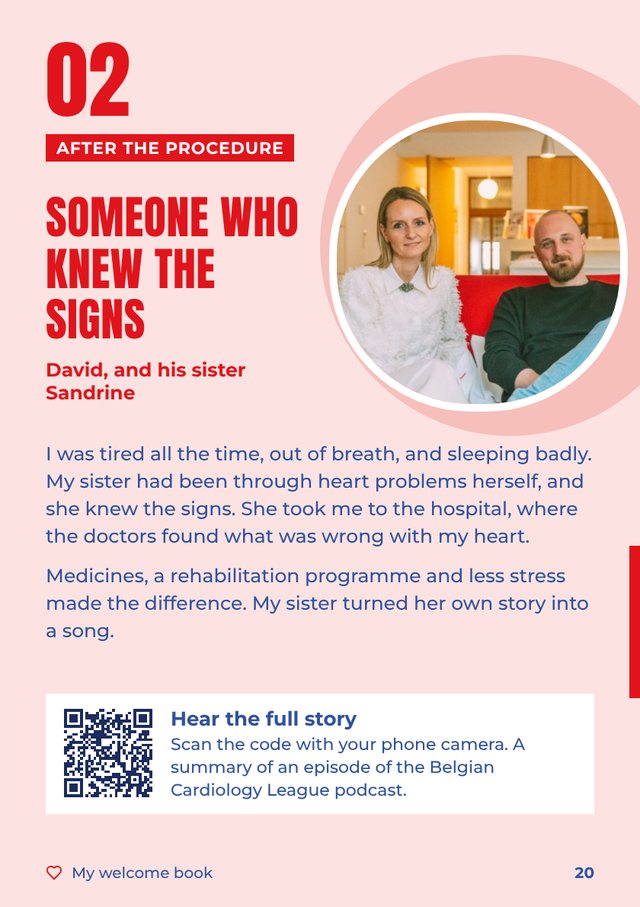 02
AFTER THE PROCEDURE
SOMEONE WHO
KNEW THE
SIGNS
David, and his sister
Sandrine
I was tired all the time, out of breath, and sleeping badly.
My sister had been through heart problems herself, and
she knew the signs. She took me to the hospital, where
the doctors found what was wrong with my heart.
Medicines, a rehabilitation programme and less stress
made the difference. My sister turned her own story into
a song.
Hear the full story
Scan the code with your phone camera. A
summary of an episode of the Belgian
Cardiology League podcast.
My welcome book
20